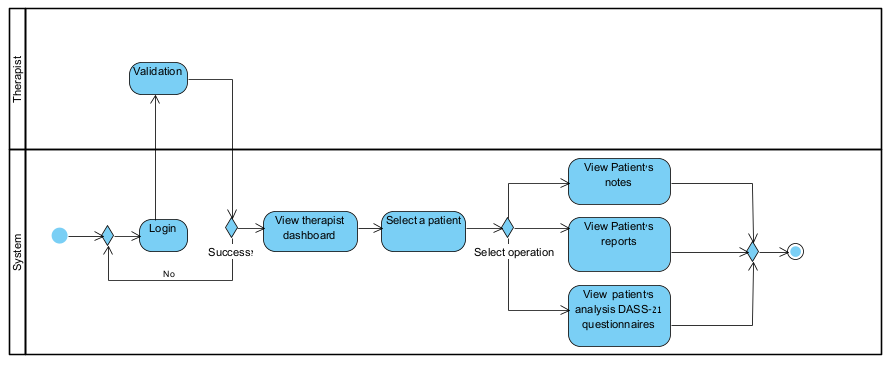 Therapist
Validation
System
Login
Success
No
View therapist
dashboard
Select a patient
Select operation
View Patient's
notes
View Patient's
reports
View patient's
analysis DASS-21
questionnaires